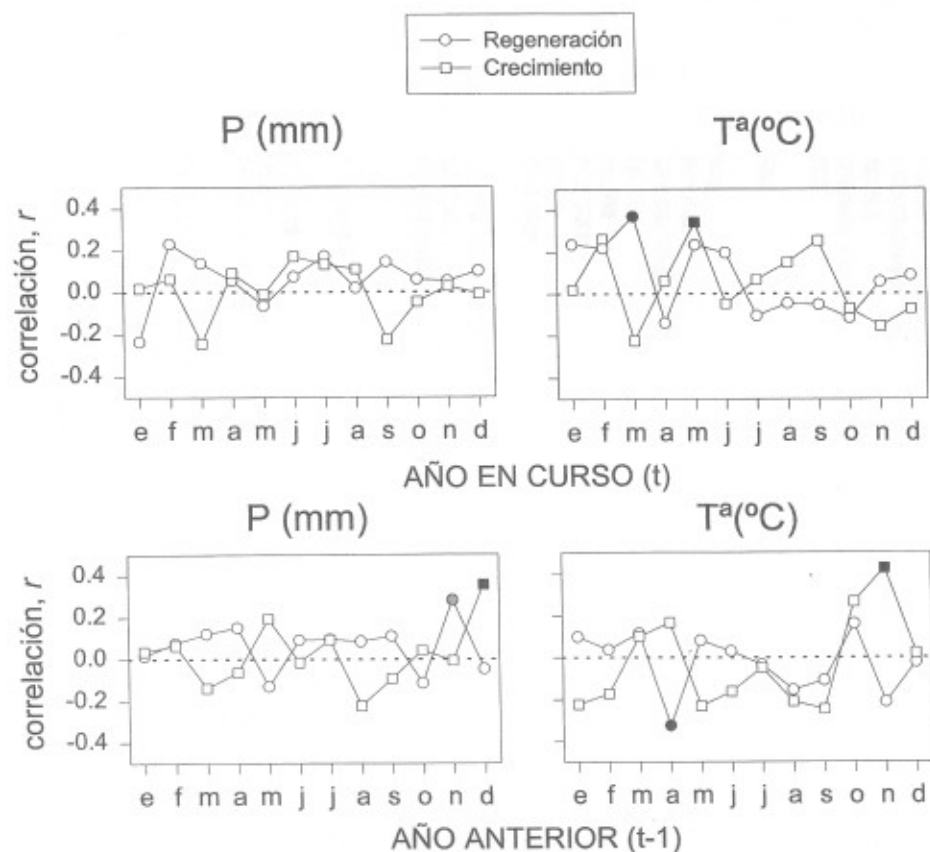 Regeneración
Crecimiento
P (mm)
Tª(ºC)
correlación, r
0.4
0.2
0.0
-0.2
-0.4
e f m a m j j a s o n d
e f m a m j j a s o n d
AÑO EN CURSO (t)
P (mm)
Tª(ºC)
correlación, r
0.4
0.2
0.0
-0.2
-0.4
e f m a m j j a s o n d
e f m a m j j a s o n d
AÑO ANTERIOR (t-1)